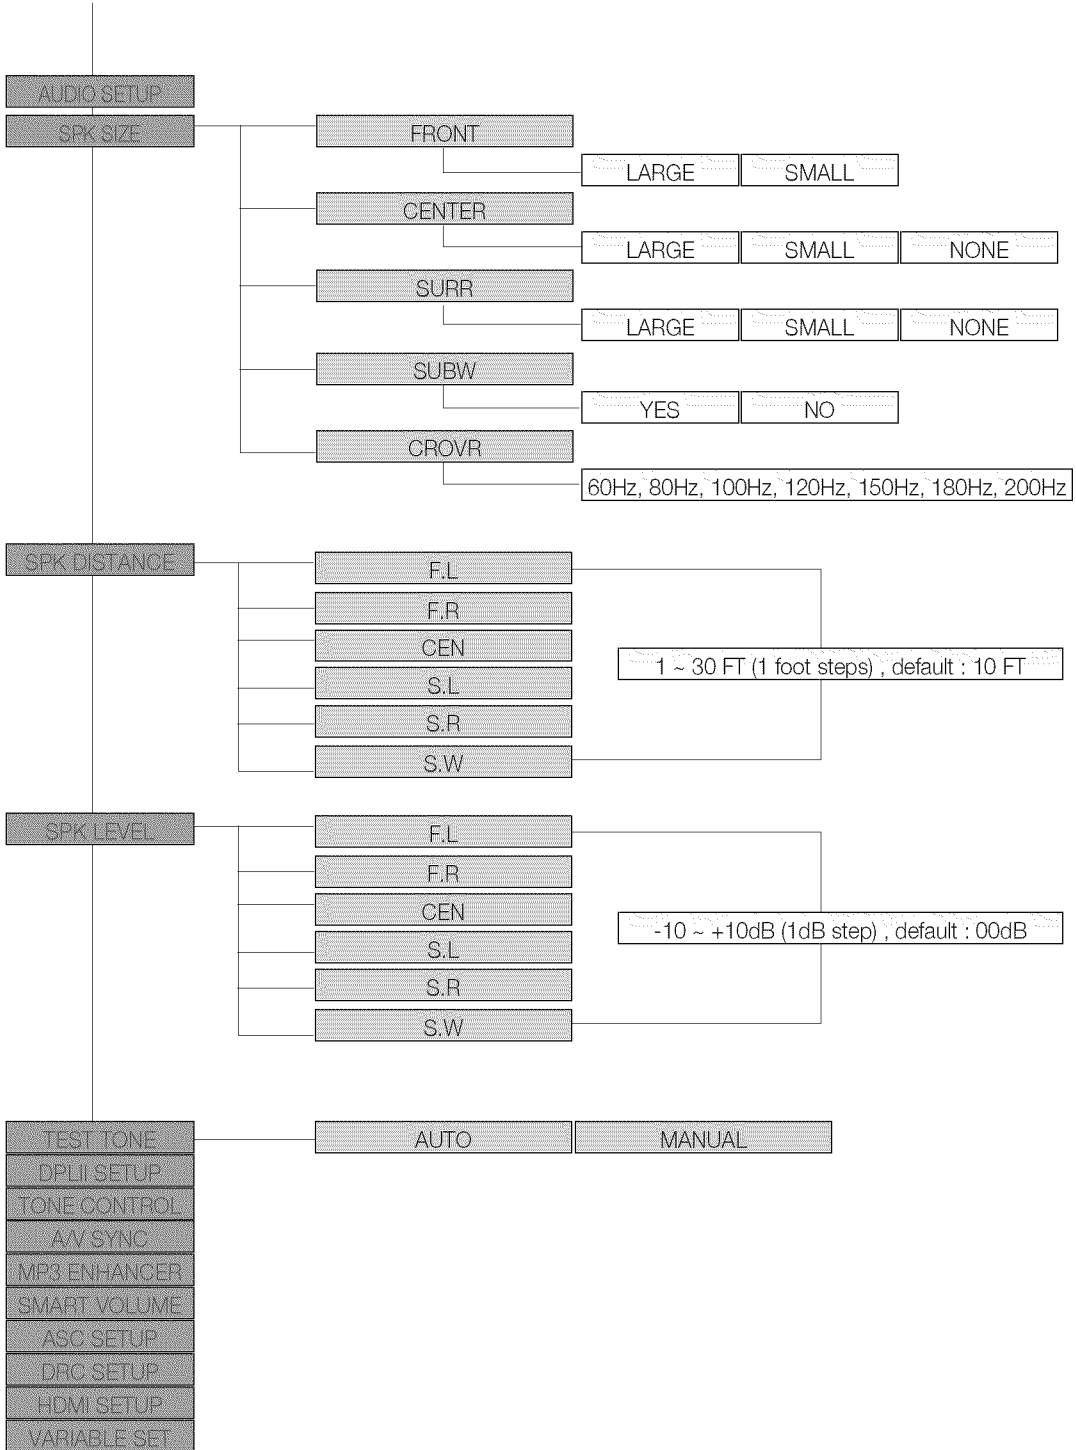 AUDIO SETUP
SPK SIZE
FRONT
LARGE SMALL
CENTER
LARGE SMALL NONE
SURR
LARGE SMALL NONE
SUBW
YES NO
CROVR
60Hz, 80Hz, 100Hz, 120Hz, 150Hz, 180Hz, 200Hz
SPK DISTANCE
F.L
F.R
CEN
S.L
S.R
S.W
1 ~ 30 FT (1 foot steps) , default : 10 FT
SPK LEVEL
F.L
F.R
CEN
S.L
S.R
S.W
-10 ~ +10dB (1dB step) , default : 00dB
TEST TONE
AUTO MANUAL
DPLII SETUP
TONE CONTROL
A/V SYNC
MP3 ENHANCER
SMART VOLUME
ASC SETUP
DRC SETUP
HDMI SETUP
VARIABLE SET